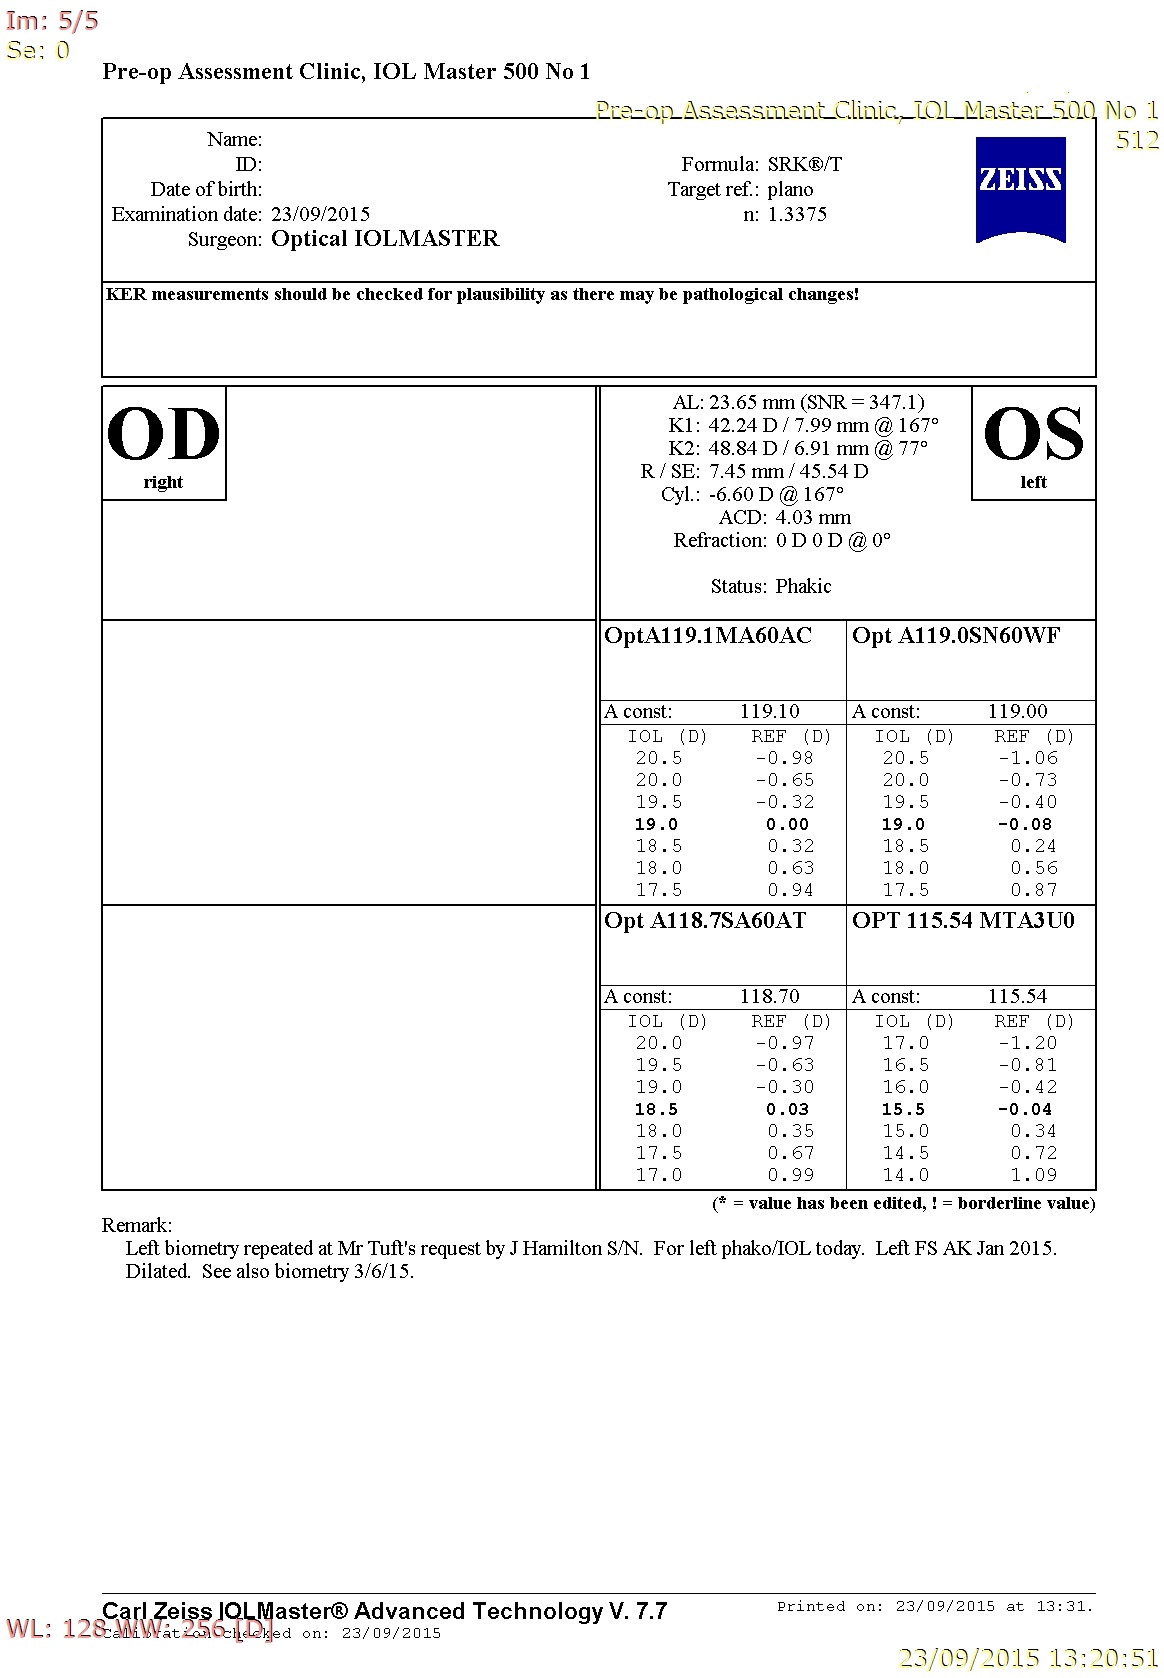 Im: 5/5
Se: 0
Pre-op Assessment Clinic, IOL Master 500 No 1
Pre-op Assessment Clinic, IOL Master 500 No 1
512
Name:
ID:
Formula: SRK®/T
Date of birth:
Target ref.: plano
Examination date: 23/09/2015
n: 1.3375
Surgeon: Optical IOLMASTER
ZEISS
KER measurements should be checked for plausibility as there may be pathological changes!
OD
right
AL: 23.65 mm (SNR = 347.1)
K1: 42.24 D / 7.99 mm @ 167°
K2: 48.84 D / 6.91 mm @ 77°
R / SE: 7.45 mm / 45.54 D
Cyl.: -6.60 D @ 167°
ACD: 4.03 mm
Refraction: 0 D 0 D @ 0°
Status: Phakic
OS
left
OptA119.1MA60AC
A const: 119.10
IOL (D) REF (D)
20.5 -0.98
20.0 -0.65
19.5 -0.32
19.0 0.00
18.5 0.32
18.0 0.63
17.5 0.94
Opt A119.0SN60WF
A const: 119.00
IOL (D) REF (D)
20.5 -1.06
20.0 -0.73
19.5 -0.40
19.0 -0.08
18.5 0.24
18.0 0.56
17.5 0.87
Opt A118.7SA60AT
A const: 118.70
IOL (D) REF (D)
20.0 -0.97
19.5 -0.63
19.0 -0.30
18.5 0.03
18.0 0.35
17.5 0.67
17.0 0.99
OPT 115.54 MTA3U0
A const: 115.54
IOL (D) REF (D)
17.0 -1.20
16.5 -0.81
16.0 -0.42
15.5 -0.04
15.0 0.34
14.5 0.72
14.0 1.09
(* = value has been edited, ! = borderline value)
Remark:
Left biometry repeated at Mr Tuft's request by J Hamilton S/N. For left phako/IOL today. Left FS AK Jan 2015.
Dilated. See also biometry 3/6/15.
Carl Zeiss IOLMaster® Advanced Technology V. 7.7
Printed on: 23/09/2015 at 13:31.
WL: 128 WW: 256 [D]
Calibration checked on: 23/09/2015
23/09/2015 13:20:51